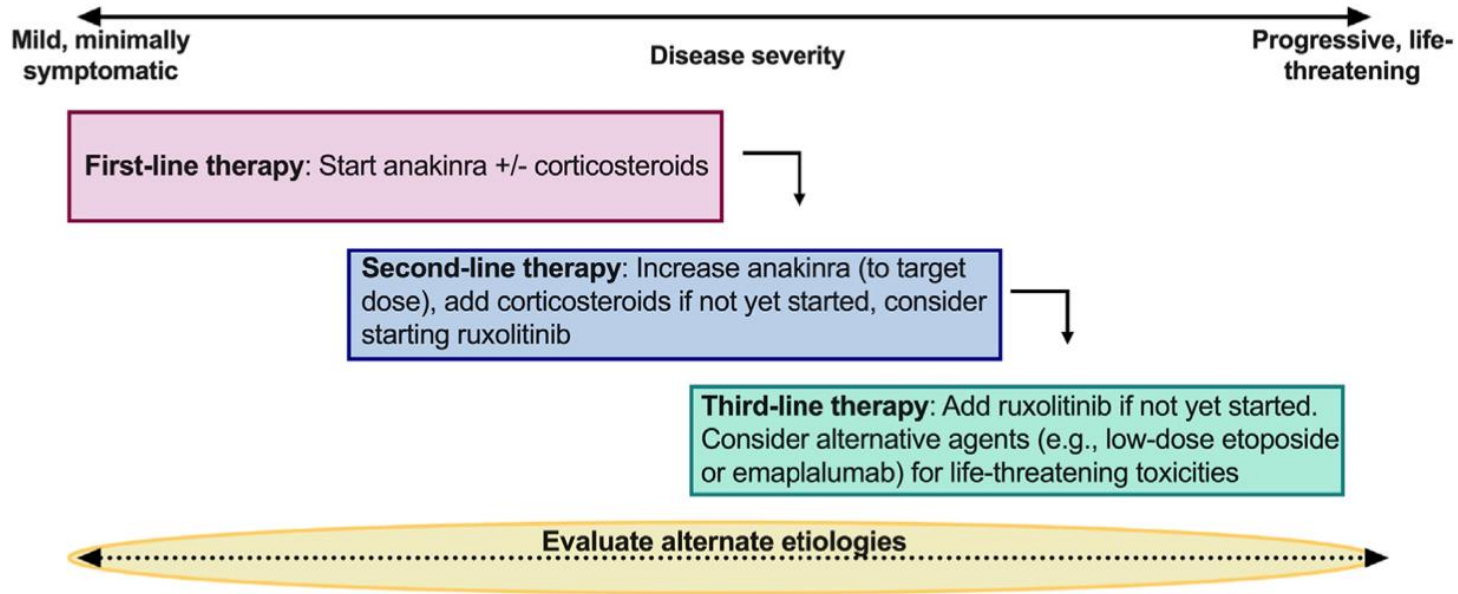 Mild, minimally
symptomatic
Disease severity
Progressive, life-
threatening
First-line therapy: Start anakinra +/- corticosteroids
Second-line therapy: Increase anakinra (to target
dose), add corticosteroids if not yet started, consider
starting ruxolitinib
Third-line therapy: Add ruxolitinib if not yet started.
Consider alternative agents (e.g., low-dose etoposide
or emaplalumab) for life-threatening toxicities
Evaluate alternate etiologies